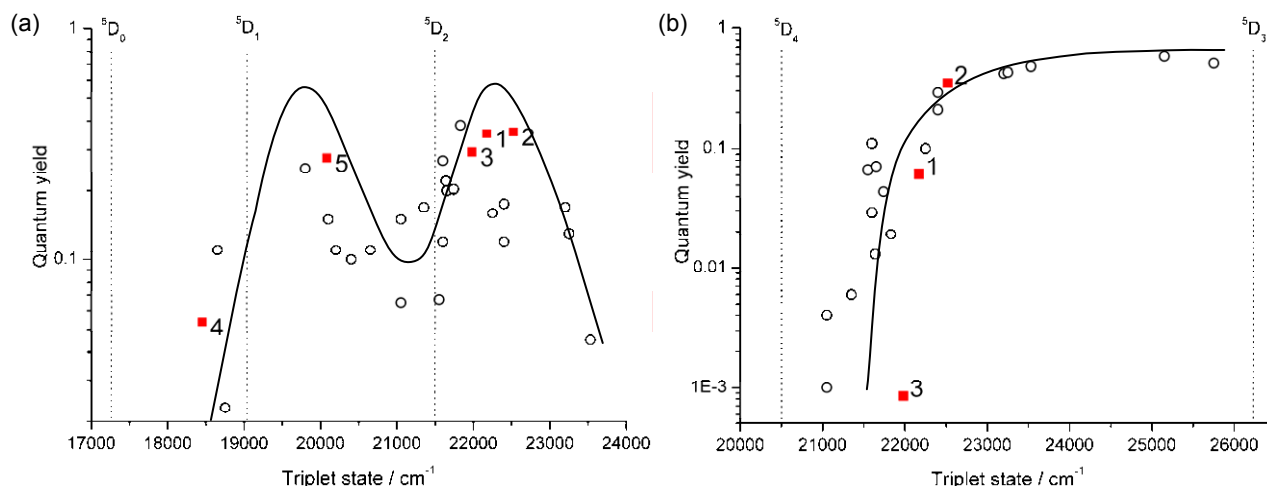 (a)
⁵D₀
⁵D₁
⁵D₂
1
0.1
Quantum yield
4
5
3
1
2
17000 18000 19000 20000 21000 22000 23000 24000
Triplet state / cm⁻¹
(b)
⁵D₄
⁵D₃
1
0.1
0.01
1E-3
Quantum yield
2
1
3
20000 21000 22000 23000 24000 25000 26000
Triplet state / cm⁻¹